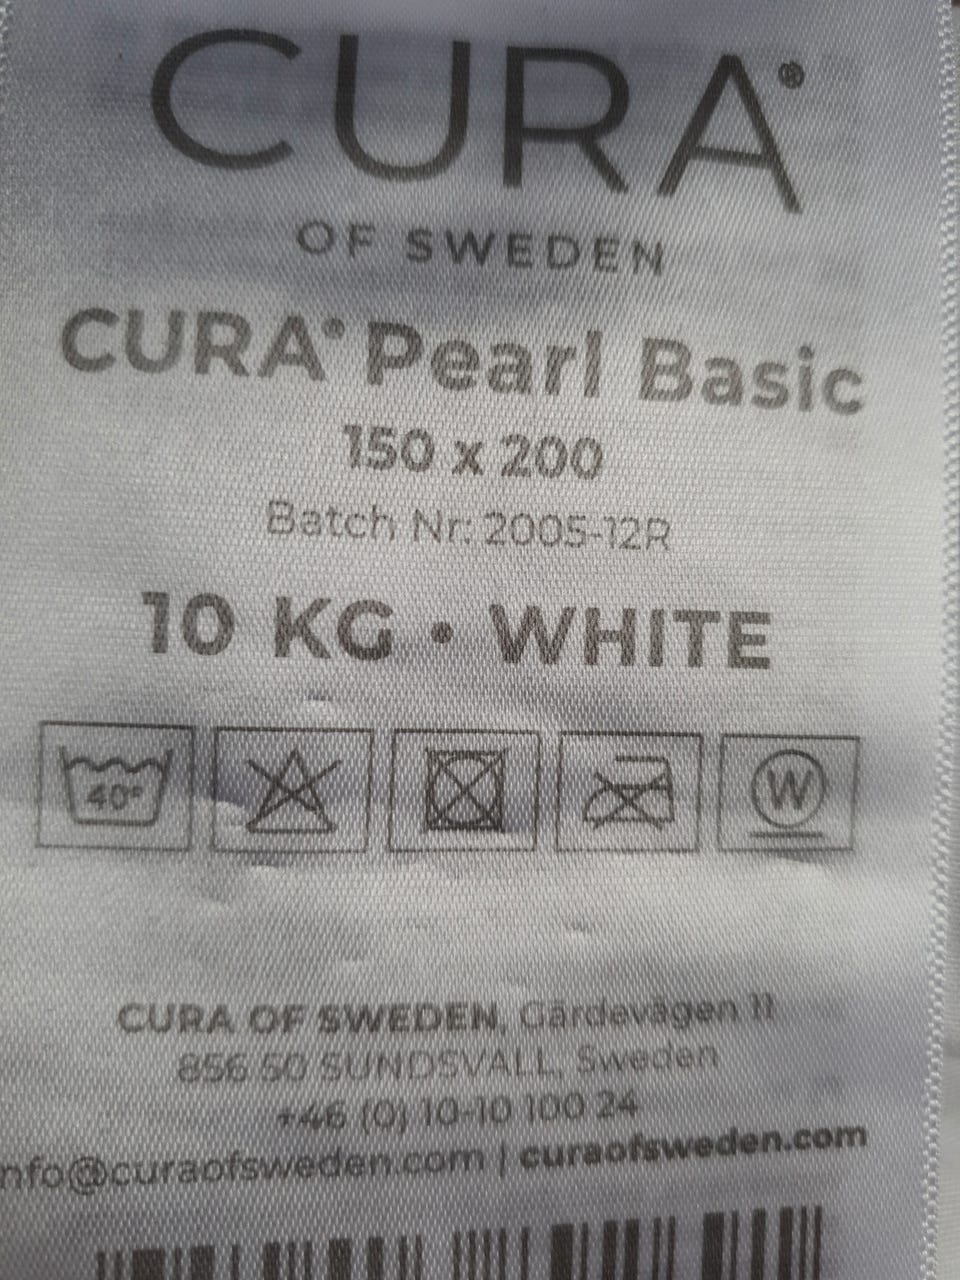 CURA®
OF SWEDEN
CURA® Pearl Basic
150 x 200
Batch Nr: 2005-12R
10 KG • WHITE
40°
W
CURA OF SWEDEN, Gärdevägen 11
856 50 SUNDSVALL, Sweden
+46 (0) 10-10 100 24
nfo@curaofsweden.com | curaofsweden.com